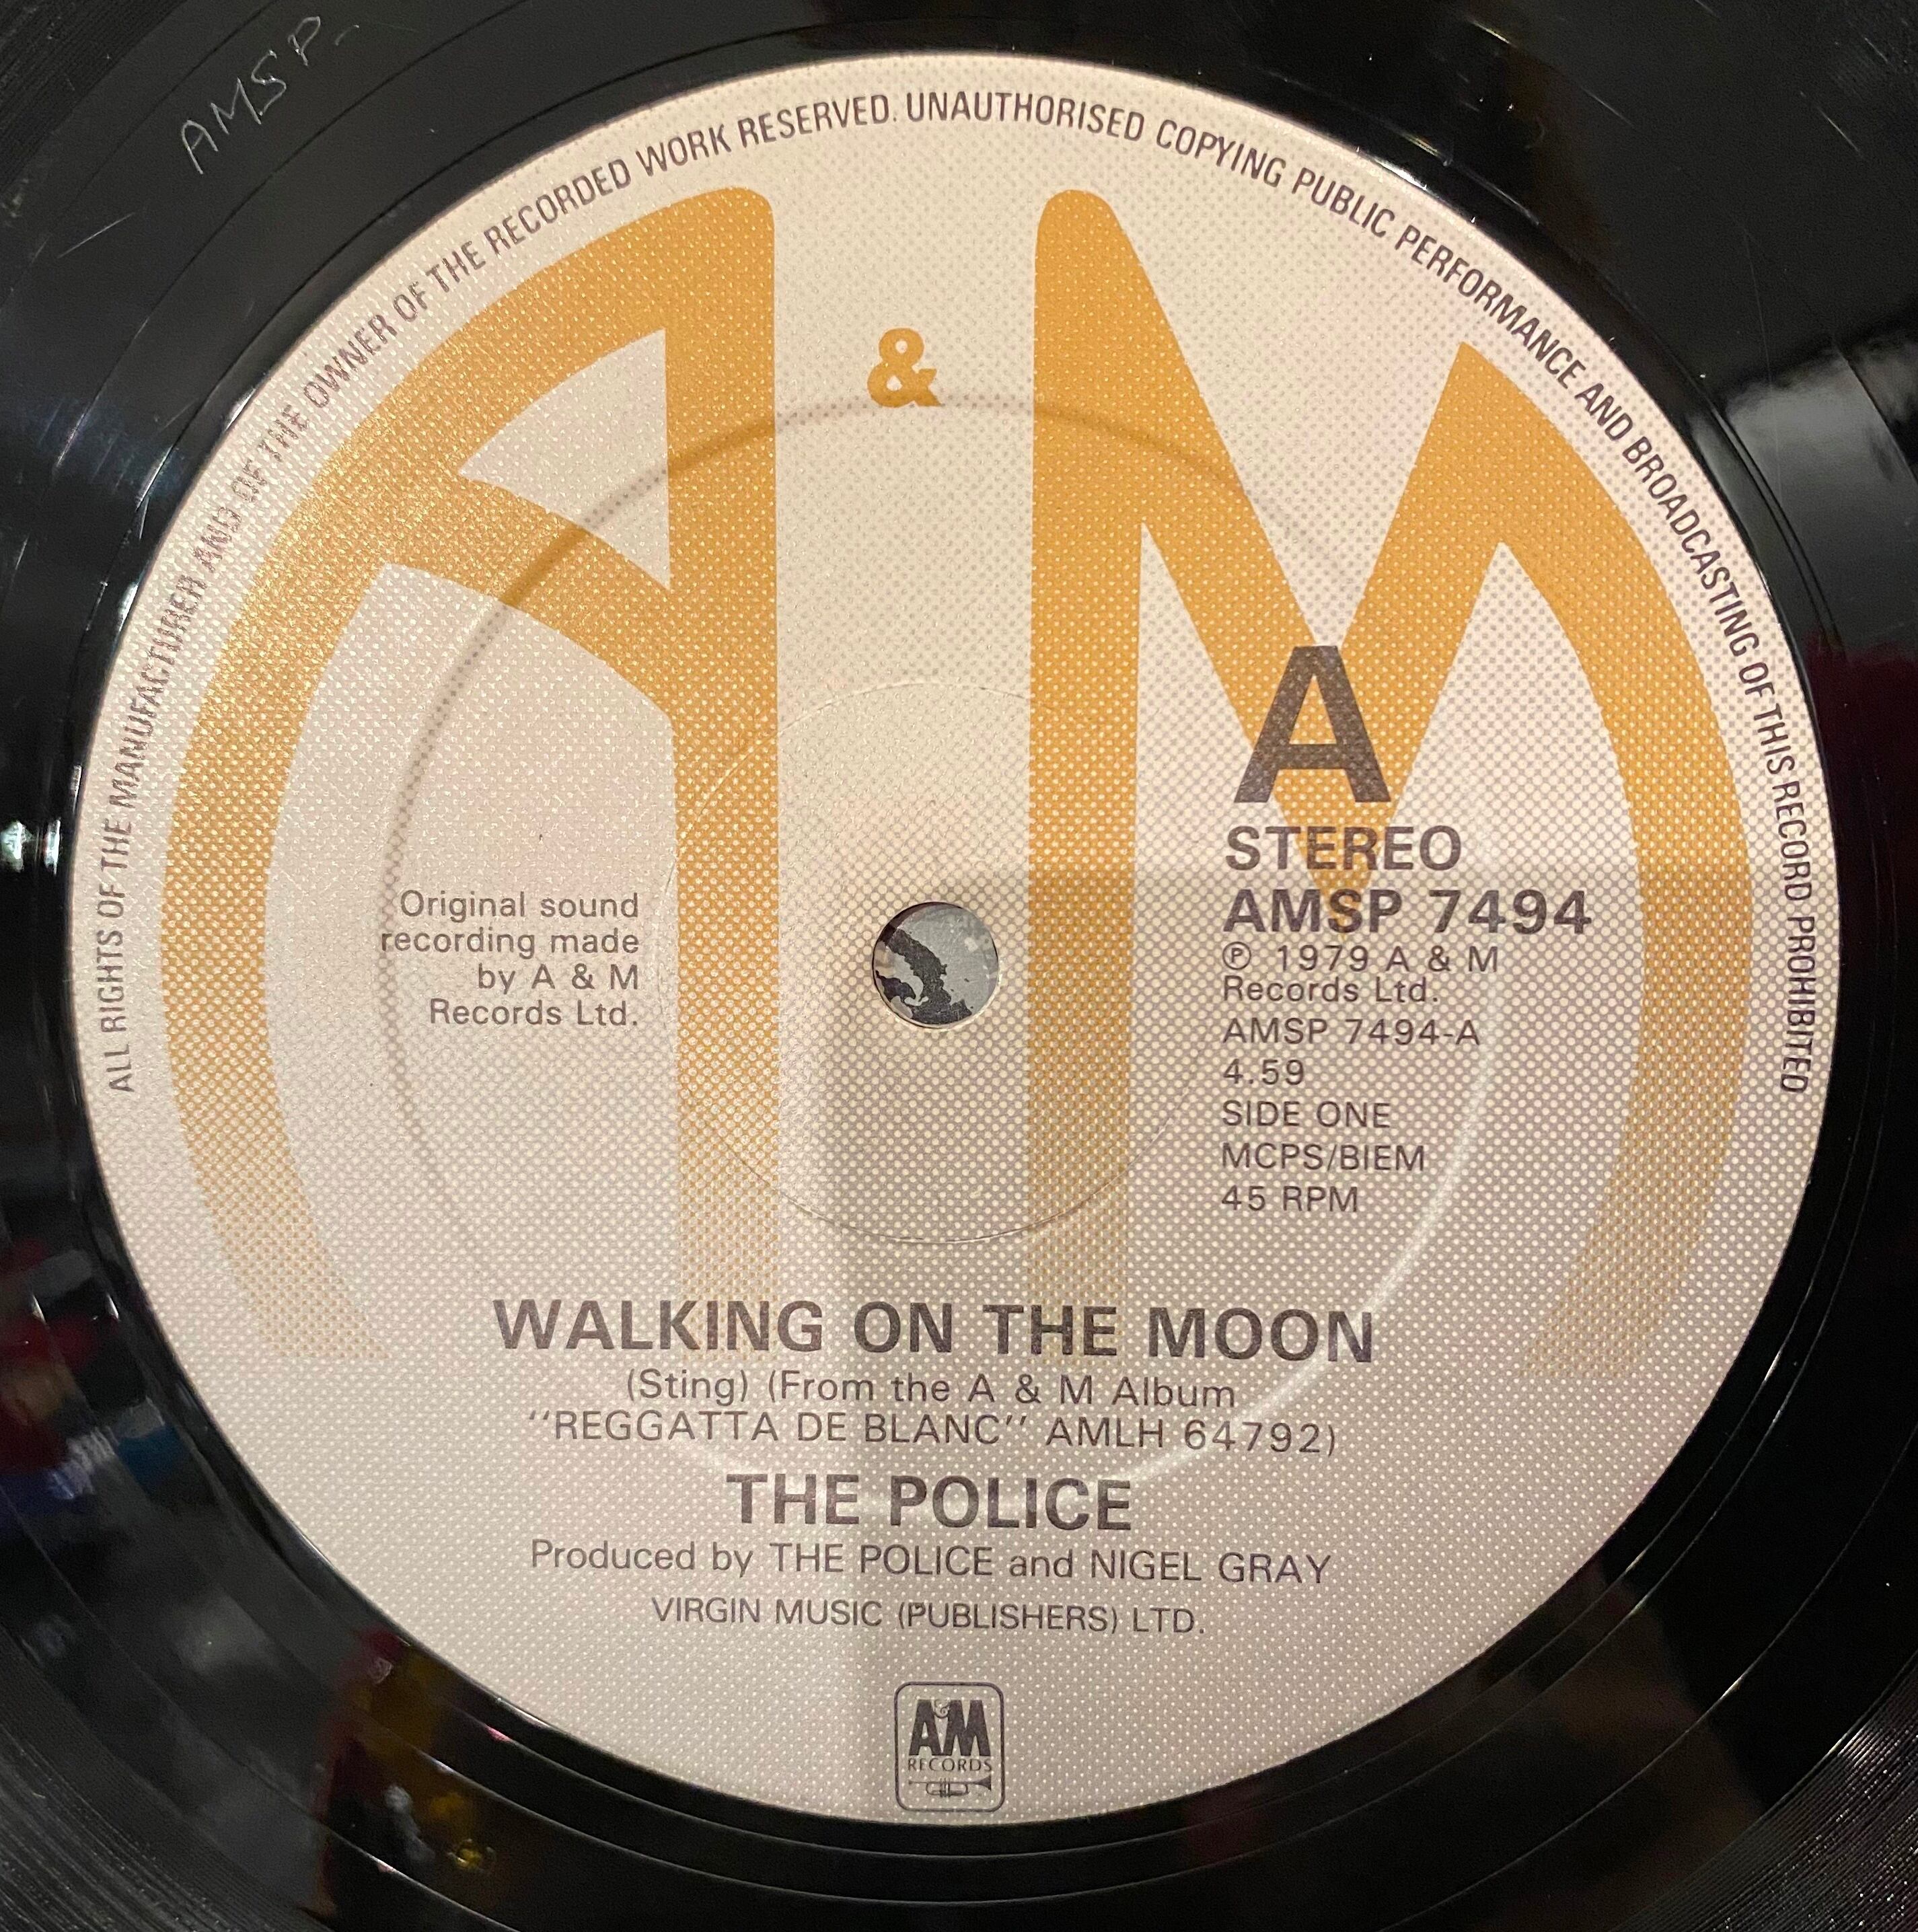 AMSP-
ALL RIGHTS OF THE MANUFACTURER AND OF THE OWNER OF THE RECORDED WORK RESERVED. UNAUTHORISED COPYING PUBLIC PERFORMANCE AND BROADCASTING OF THIS RECORD PROHIBITED
A & M
A
STEREO
AMSP 7494
Ⓟ 1979 A & M
Records Ltd.
AMSP 7494-A
4.59
SIDE ONE
MCPS/BIEM
45 RPM
Original sound
recording made
by A & M
Records Ltd.
WALKING ON THE MOON
(Sting) (From the A & M Album
‘‘REGGATTA DE BLANC’’ AMLH 64792)
THE POLICE
Produced by THE POLICE and NIGEL GRAY
VIRGIN MUSIC (PUBLISHERS) LTD.
A&M
RECORDS